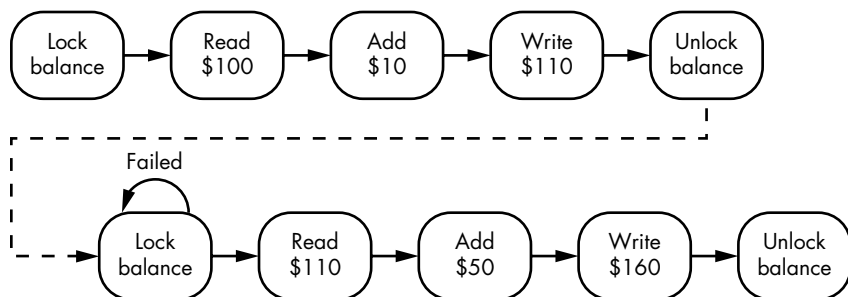 Lock
balance
Read
$100
Add
$10
Write
$110
Unlock
balance
Failed
Lock
balance
Read
$110
Add
$50
Write
$160
Unlock
balance